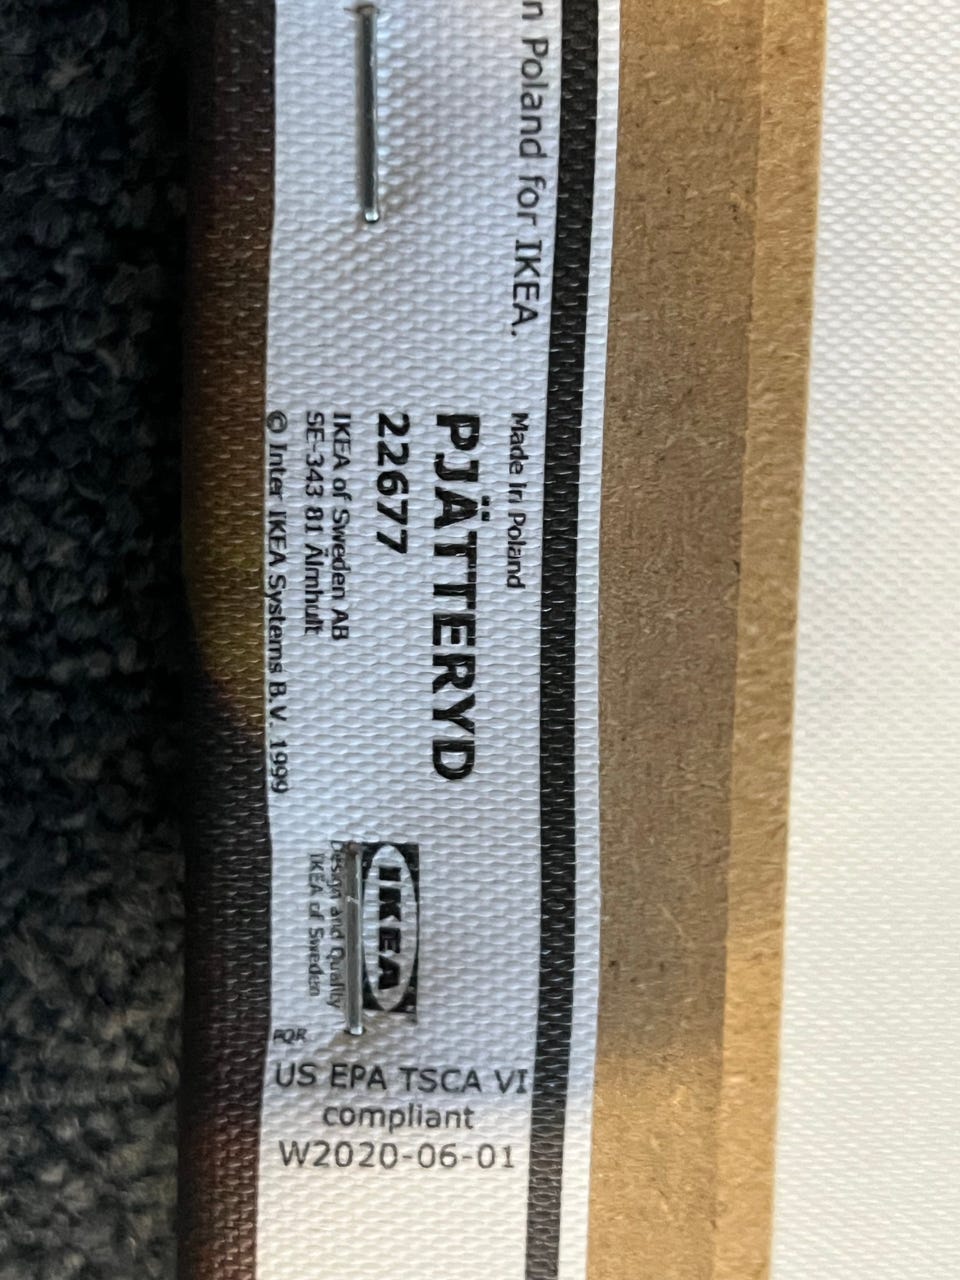 n Poland for IKEA.
Made in Poland
PJÄTTERYD
22677
IKEA of Sweden AB
SE-343 81 Älmhult
© Inter IKEA Systems B.V. 1999
IKEA
Design and Quality
IKEA of Sweden
FOR
US EPA TSCA VI
compliant
W2020-06-01